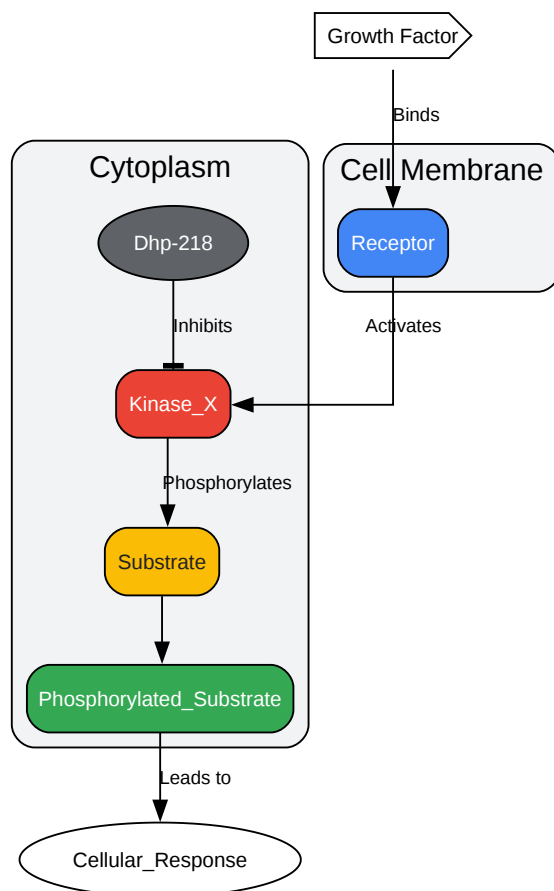 Growth Factor
Binds
Cytoplasm
Cell Membrane
Dhp-218
Receptor
Inhibits
Activates
Kinase_X
Phosphorylates
Substrate
Phosphorylated_Substrate
Leads to
Cellular_Response